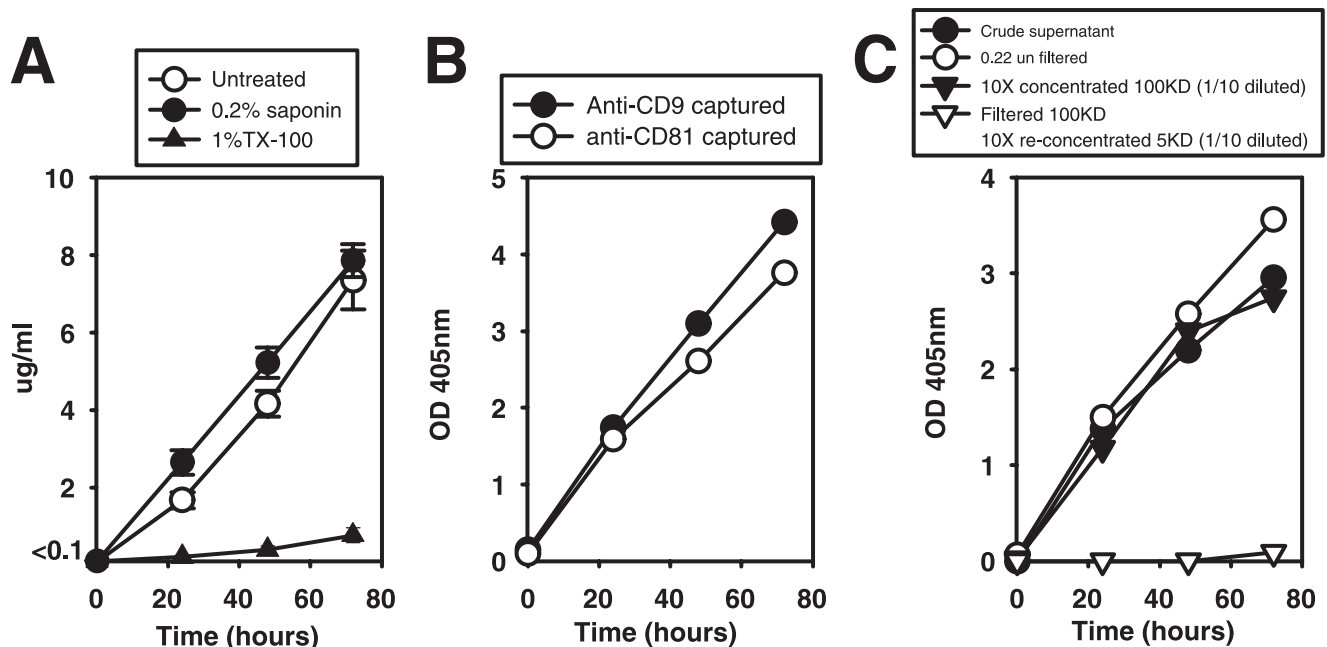 A
Untreated
0.2% saponin
1%TX-100
10
8
6
4
2
<0.1
ug/ml
0 20 40 60 80
Time (hours)
B
Anti-CD9 captured
anti-CD81 captured
5
4
3
2
1
0
OD 405nm
0 20 40 60 80
Time (hours)
C
Crude supernatant
0.22 un filtered
10X concentrated 100KD (1/10 diluted)
Filtered 100KD
10X re-concentrated 5KD (1/10 diluted)
4
3
2
1
0
OD 405nm
0 20 40 60 80
Time (hours)